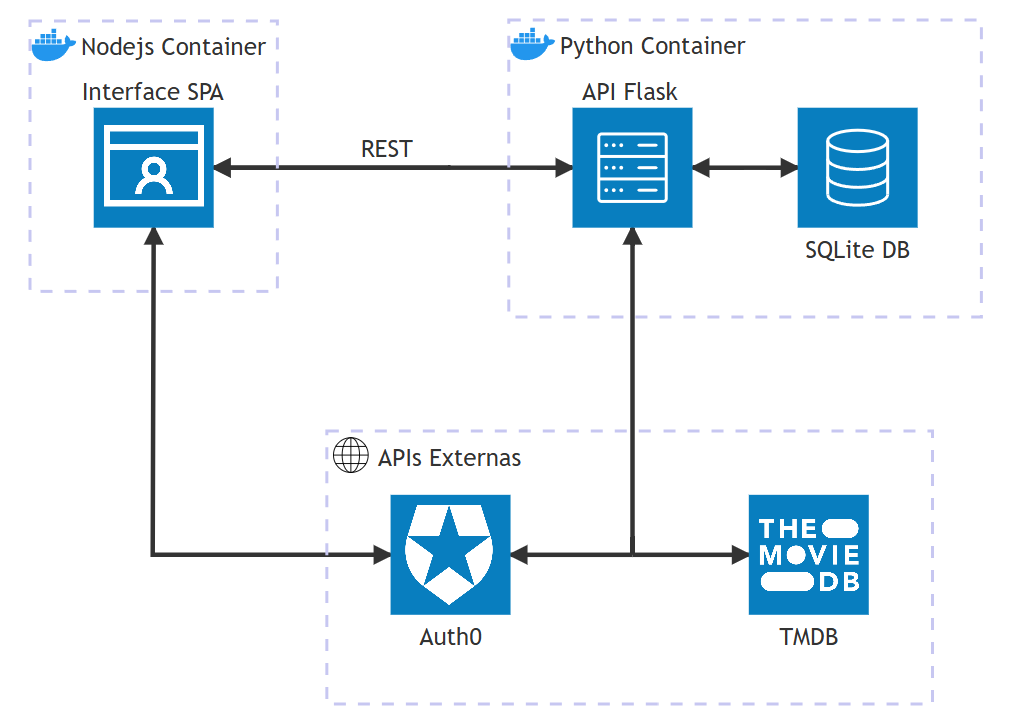 Nodejs Container
Interface SPA
REST
Python Container
API Flask
SQLite DB
APIs Externas
Auth0
THE
MOVIE
DB
TMDB